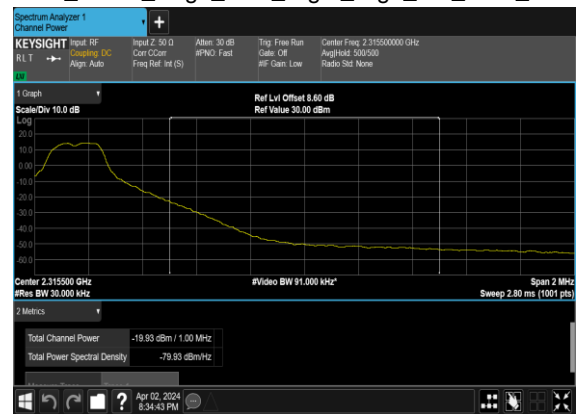 Spectrum Analyzer 1
Channel Power
+
KEYSIGHT
RLT
LV
Input: RF
Coupling: DC
Align: Auto
Input Z: 50 Ω
Corr CCorr
Freq Ref: Int (S)
Atten: 30 dB
#PNO: Fast
Trig: Free Run
Gate: Off
#IF Gain: Low
Center Freq: 2.315500000 GHz
Avg|Hold: 500/500
Radio Std: None
1 Graph
Scale/Div 10.0 dB
Ref Lvl Offset 8.60 dB
Ref Value 30.00 dBm
Log
20.0
10.0
0.00
-10.0
-20.0
-30.0
-40.0
-50.0
-60.0
Center 2.315500 GHz
#Res BW 30.000 kHz
#Video BW 91.000 kHz*
Span 2 MHz
Sweep 2.80 ms (1001 pts)
2 Metrics
Total Channel Power -19.93 dBm / 1.00 MHz
Total Power Spectral Density -79.93 dBm/Hz
?
Apr 02, 2024
8:34:43 PM